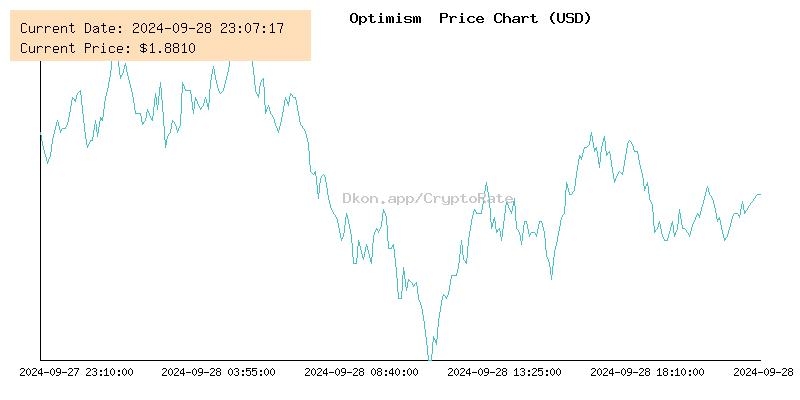 Optimism  Price Chart (USD)
Current Date: 2024-09-28 23:07:17
Current Price: $1.8810
Dkon.app/CryptoRate
2024-09-27 23:10:00 2024-09-28 03:55:00 2024-09-28 08:40:00 2024-09-28 13:25:00 2024-09-28 18:10:00 2024-09-28